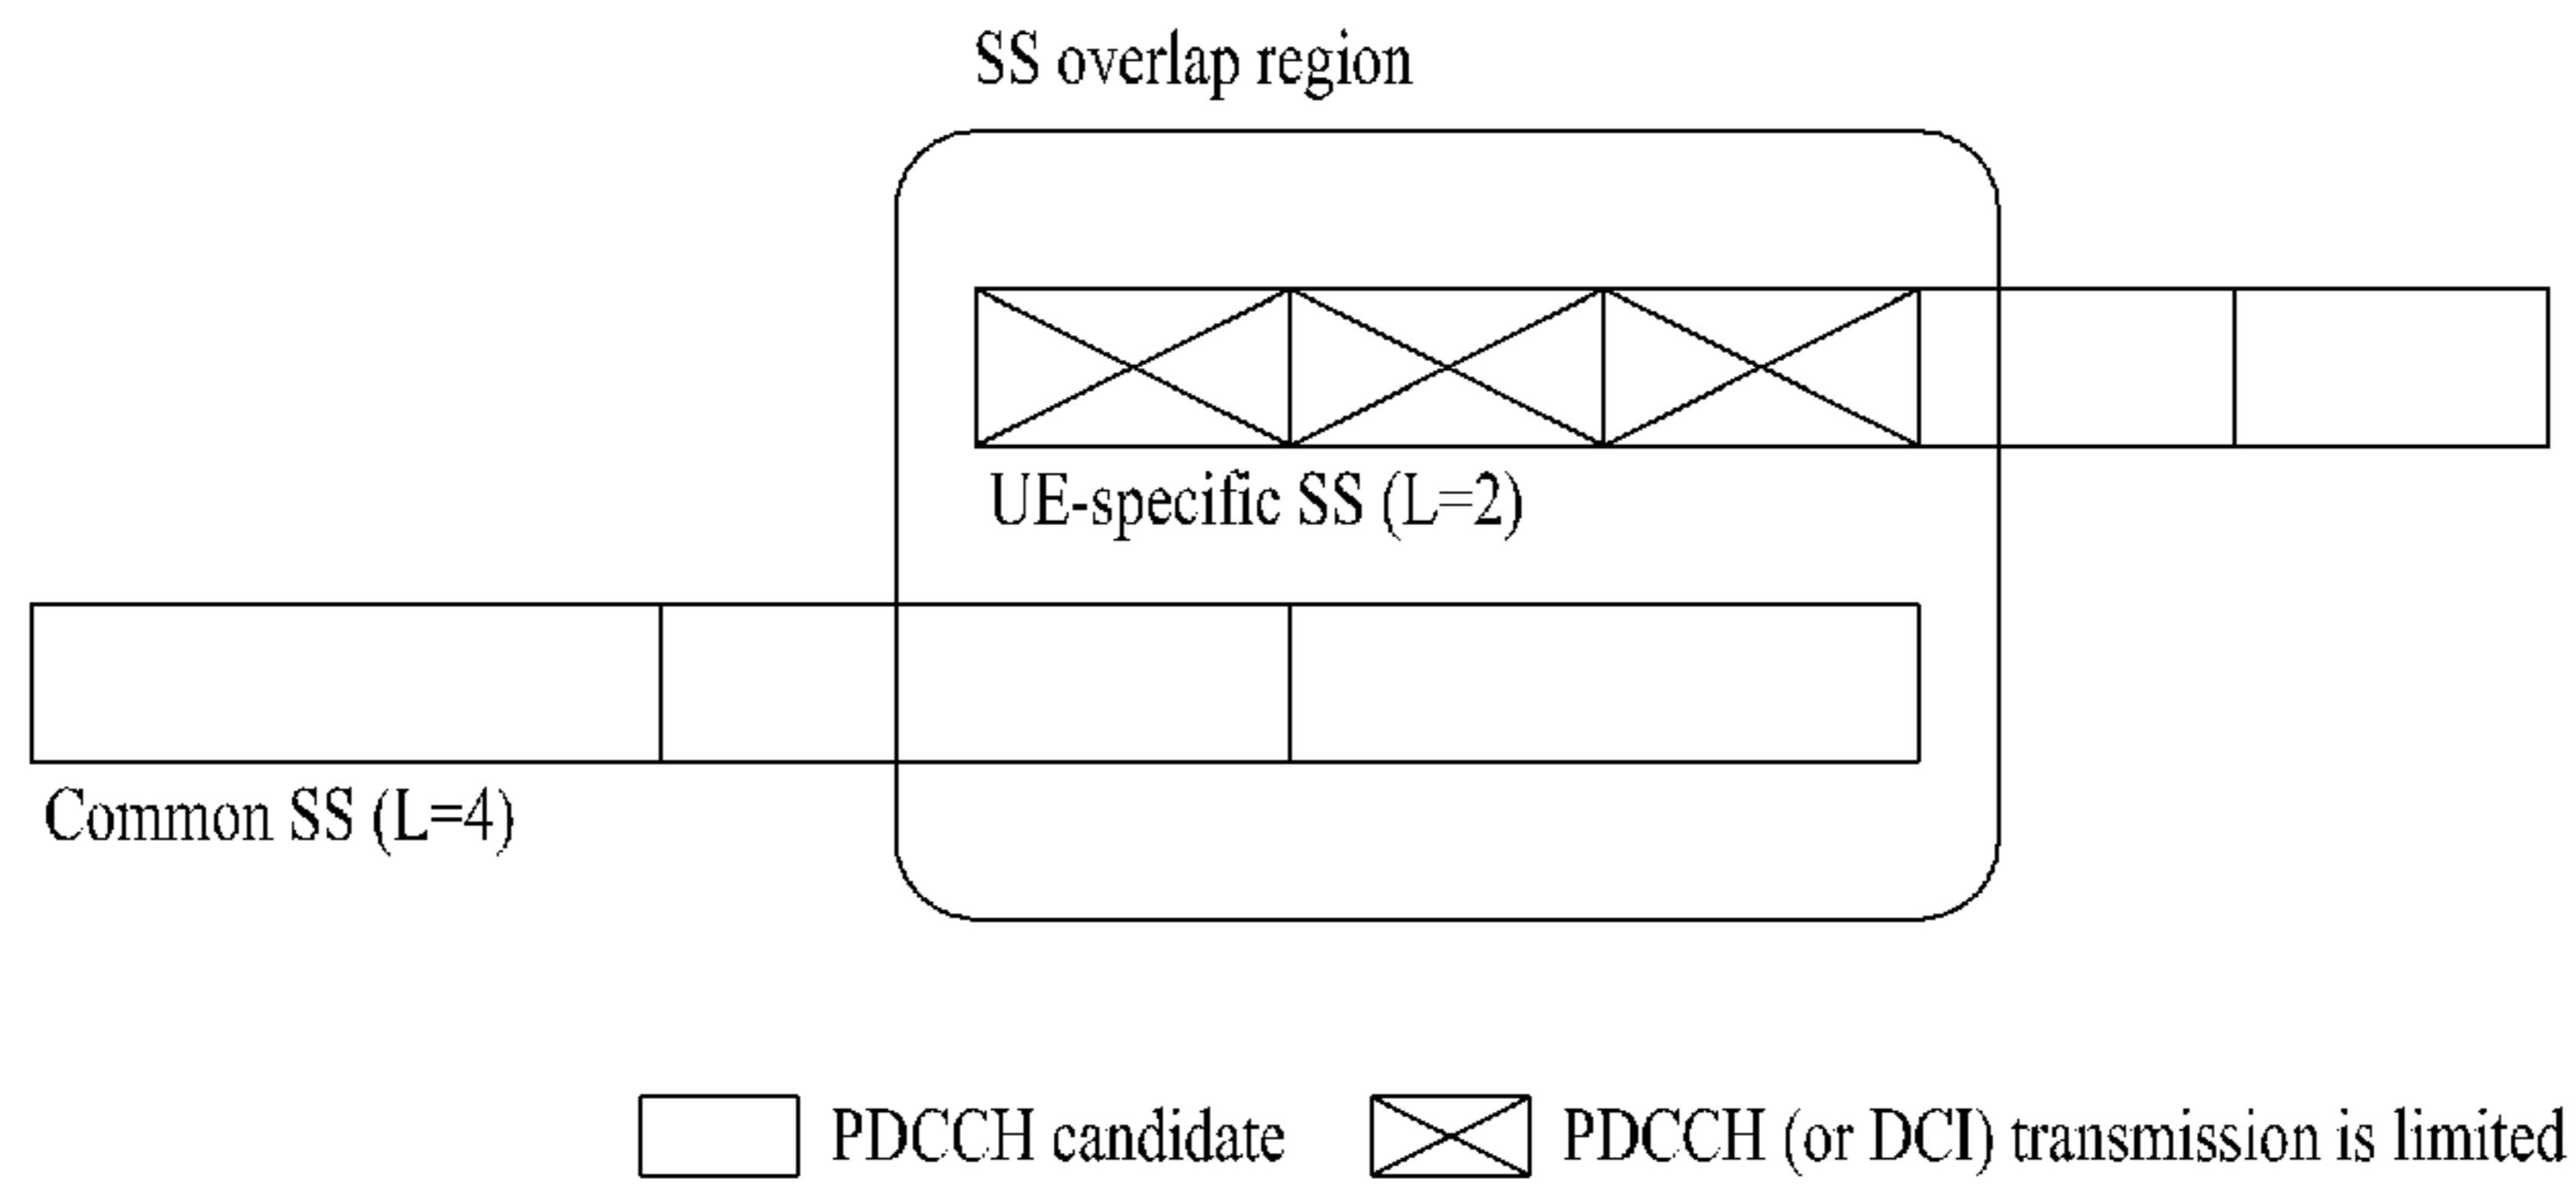 SS overlap region
UE-specific SS (L=2)
Common SS (L=4)
PDCCH candidate
PDCCH (or DCI) transmission is limited